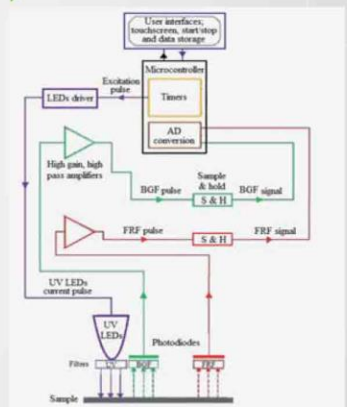 User interfaces;
touchscreen, start/stop
and data storage
Microcontroller
Excitation
pulse
LEDs driver
Timers
AD
conversion
High gain, high
pass amplifiers
BGF pulse
Sample
& hold
S & H
BGF signal
FRF pulse
S & H
FRF signal
UV LEDs
current pulse
UV
LEDs
Photodiodes
Filters
UV
BGF
FRF
Sample